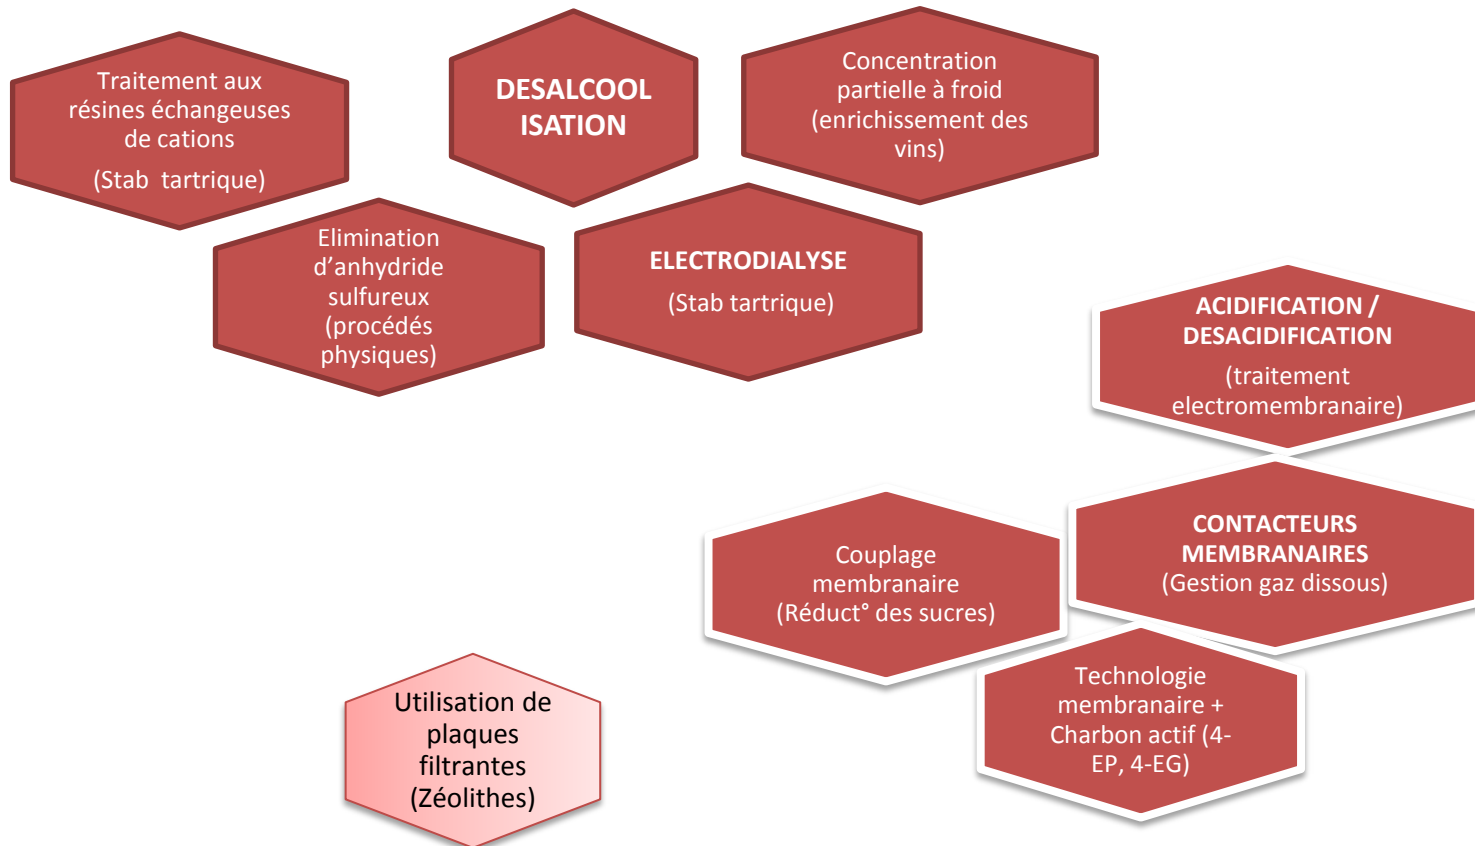 Traitement aux
résines échangeuses
de cations
(Stab  tartrique)
DESALCOOL
ISATION
Concentration
partielle à froid
(enrichissement des
vins)
Elimination
d’anhydride
sulfureux
(procédés
physiques)
ELECTRODIALYSE
(Stab tartrique)
ACIDIFICATION /
DESACIDIFICATION
(traitement
electromembranaire)
CONTACTEURS
MEMBRANAIRES
(Gestion gaz dissous)
Couplage
membranaire
(Réduct° des sucres)
Technologie
membranaire +
Charbon actif (4-
EP, 4-EG)
Utilisation de
plaques
filtrantes
(Zéolithes)